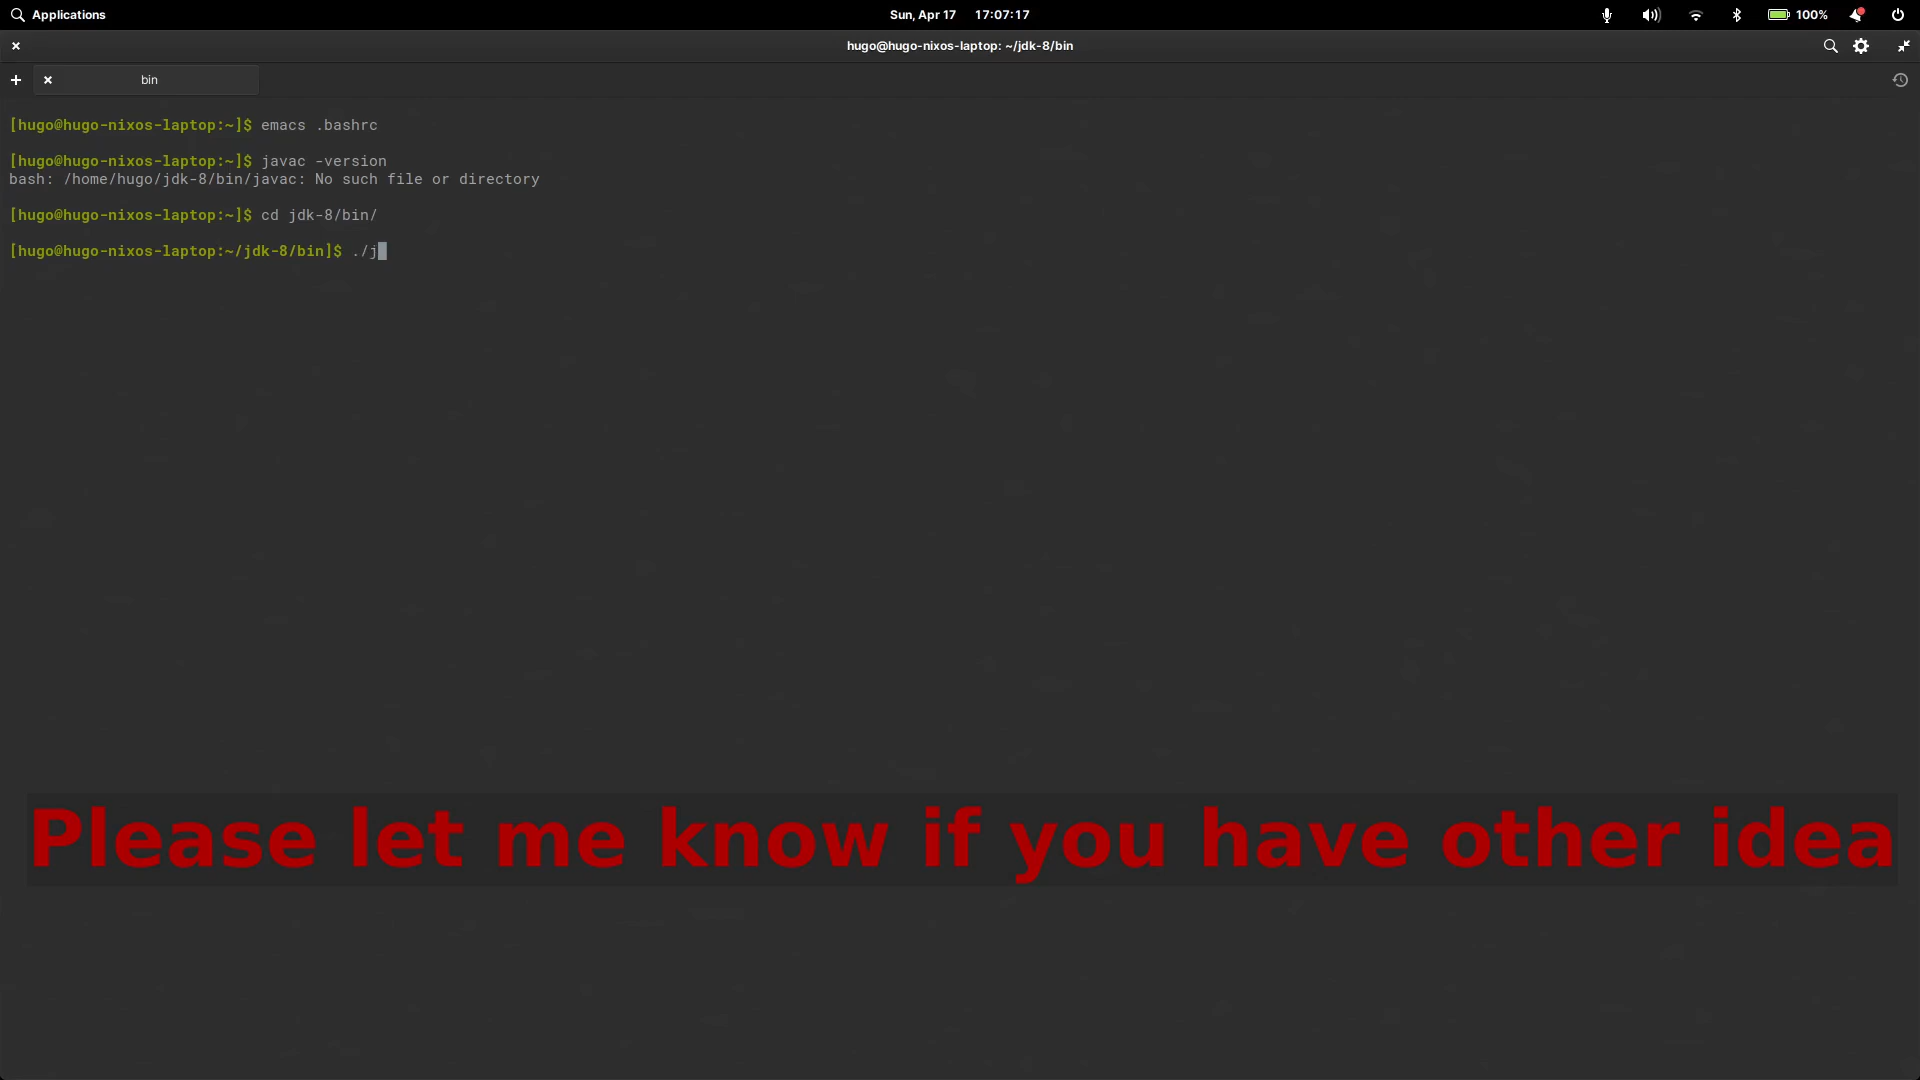 Applications
Sun, Apr 17 17:07:17
100%
hugo@hugo-nixos-laptop: ~/jdk-8/bin
bin
[hugo@hugo-nixos-laptop:~]$ emacs .bashrc
[hugo@hugo-nixos-laptop:~]$ javac -version
bash: /home/hugo/jdk-8/bin/javac: No such file or directory
[hugo@hugo-nixos-laptop:~]$ cd jdk-8/bin/
[hugo@hugo-nixos-laptop:~/jdk-8/bin]$ ./j
Please let me know if you have other idea